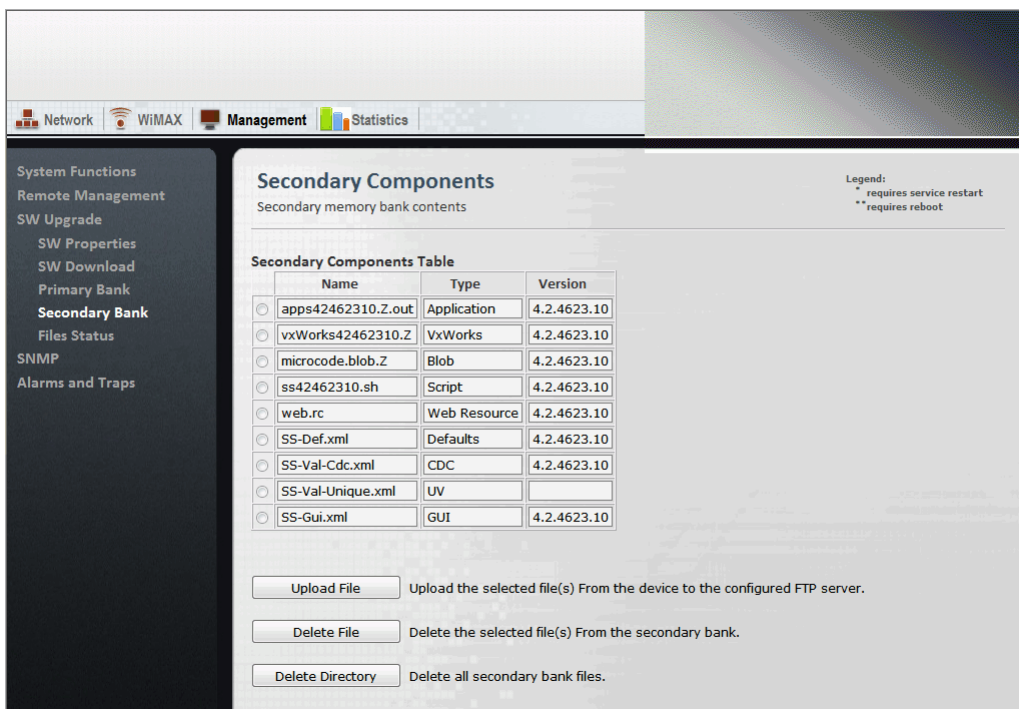 Network WiMAX Management Statistics
System Functions
Remote Management
SW Upgrade
SW Properties
SW Download
Primary Bank
Secondary Bank
Files Status
SNMP
Alarms and Traps
Secondary Components
Secondary memory bank contents
Legend:
* requires service restart
**requires reboot
Secondary Components Table
Name Type Version
apps42462310.Z.out Application 4.2.4623.10
vxWorks42462310.Z VxWorks 4.2.4623.10
microcode.blob.Z Blob 4.2.4623.10
ss42462310.sh Script 4.2.4623.10
web.rc Web Resource 4.2.4623.10
SS-Def.xml Defaults 4.2.4623.10
SS-Val-Cdc.xml CDC 4.2.4623.10
SS-Val-Unique.xml UV
SS-Gui.xml GUI 4.2.4623.10
Upload File Upload the selected file(s) From the device to the configured FTP server.
Delete File Delete the selected file(s) From the secondary bank.
Delete Directory Delete all secondary bank files.